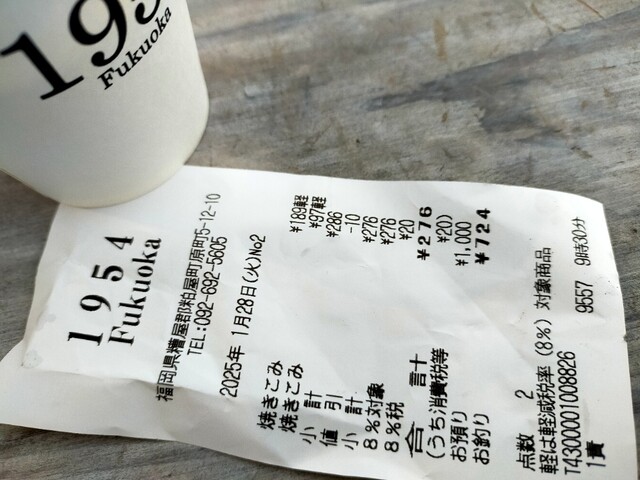 195
Fukuoka
1954
Fukuoka
福岡県糟屋郡粕屋町原町5-12-10
TEL:092-692-5605
2025年 1月28日(火)No2
焼きこみ ¥189軽
焼きこみ ¥97軽
小 計 ¥286
値 引 -10
小 計 ¥276
8%対象 ¥276
8%税 ¥20
合 計 ¥276
(うち消費税等 ¥20)
お預り ¥1,000
お釣り ¥724
点数 2
軽は軽減税率(8%)対象商品
T43000001008826
1責 9557 9時30分